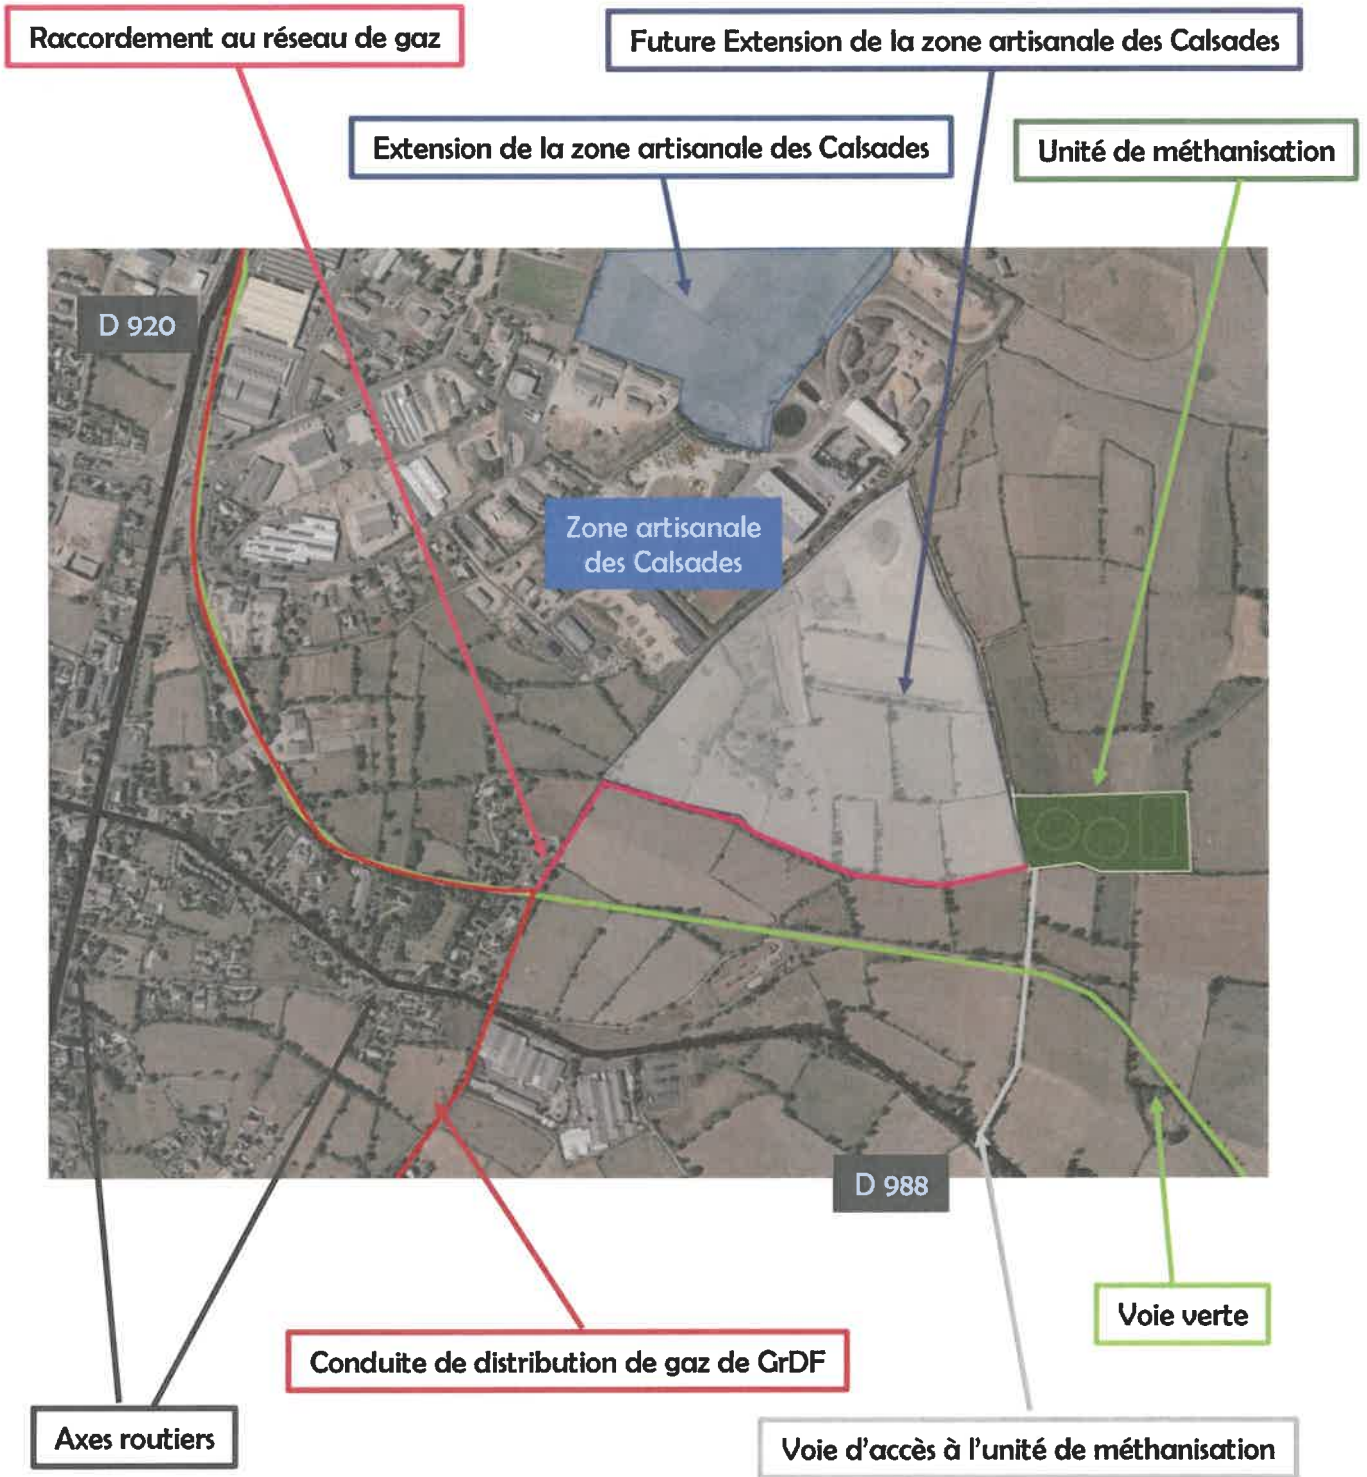 Raccordement au réseau de gaz
Future Extension de la zone artisanale des Calsades
Extension de la zone artisanale des Calsades
Unité de méthanisation
D 920
Zone artisanale
des Calsades
D 988
Voie verte
Conduite de distribution de gaz de GrDF
Axes routiers
Voie d'accès à l'unité de méthanisation